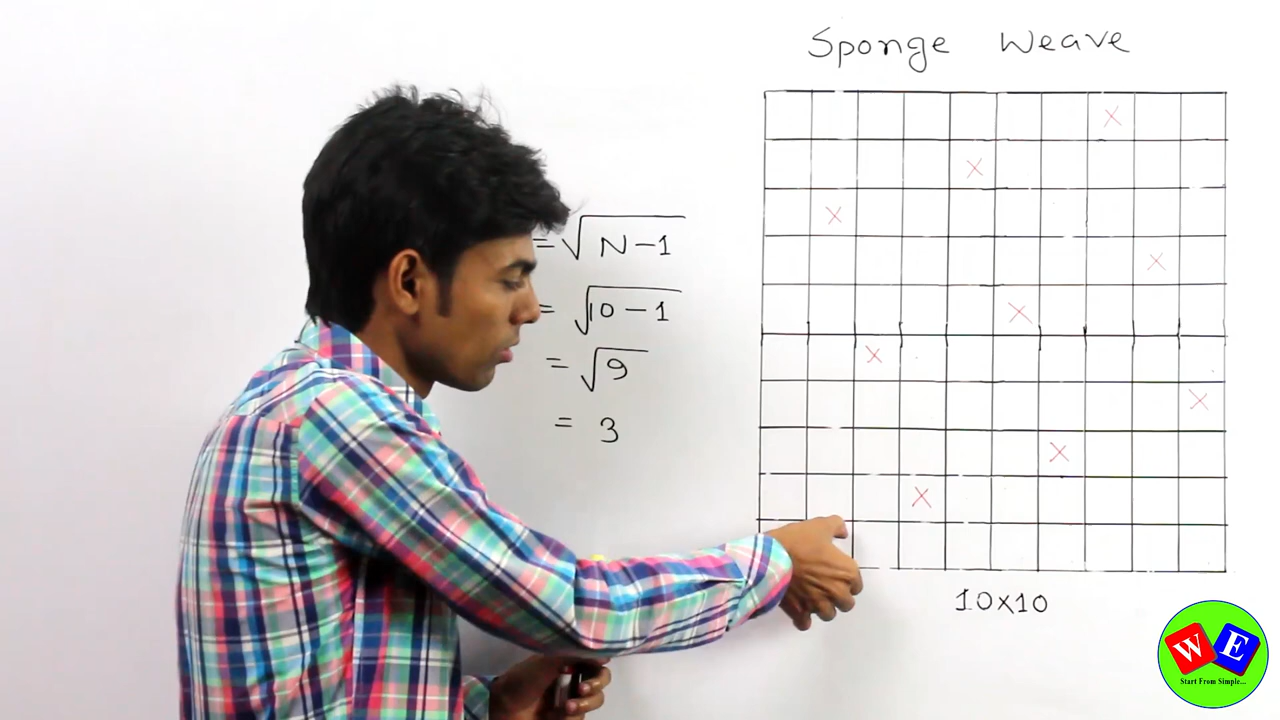 Sponge Weave
= √N-1
= √10-1
= √9
= 3
10x10
W E
Start From Simple...